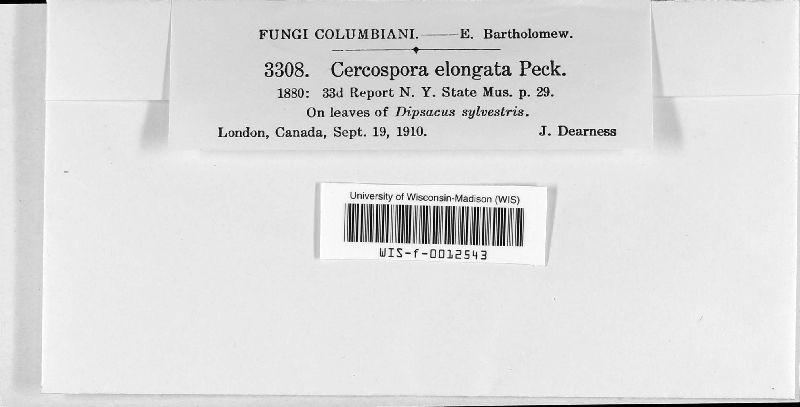 FUNGI COLUMBIANI.——E. Bartholomew.
3308. Cercospora elongata Peck.
1880: 33d Report N. Y. State Mus. p. 29.
On leaves of Dipsacus sylvestris.
London, Canada, Sept. 19, 1910. J. Dearness
University of Wisconsin-Madison (WIS)
WIS-f-0012543